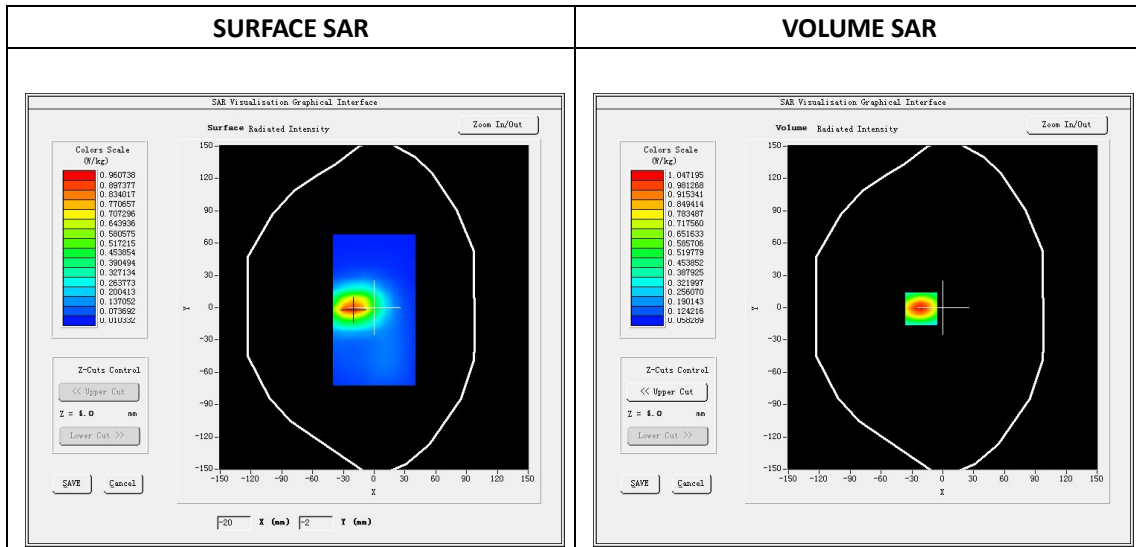 SURFACE SAR
VOLUME SAR
SAR Visualisation Graphical Interface
Surface Radiated Intensity
Zoom In/Out
Colors Scale
(W/kg)
0.960738
0.897377
0.834017
0.770657
0.707296
0.643936
0.580575
0.517215
0.453854
0.390494
0.327134
0.263773
0.200413
0.137052
0.073692
0.010332
Z-Cuts Control
<< Upper Cut
Z = 4.0 mm
Lower Cut >>
SAVE
Cancel
150
120
90
60
30
0
-30
-60
-90
-120
-150
Y
-150 -120 -90 -60 -30 0 30 60 90 120 150
X
-20 X (mm) -2 Y (mm)
SAR Visualisation Graphical Interface
Volume Radiated Intensity
Zoom In/Out
Colors Scale
(W/kg)
1.047195
0.981268
0.915341
0.849414
0.783487
0.717560
0.651633
0.585706
0.519779
0.453852
0.387925
0.321997
0.256070
0.190143
0.124216
0.058289
Z-Cuts Control
<< Upper Cut
Z = 4.0 mm
Lower Cut >>
SAVE
Cancel
150
120
90
60
30
0
-30
-60
-90
-120
-150
Y
-150 -120 -90 -60 -30 0 30 60 90 120 150
X